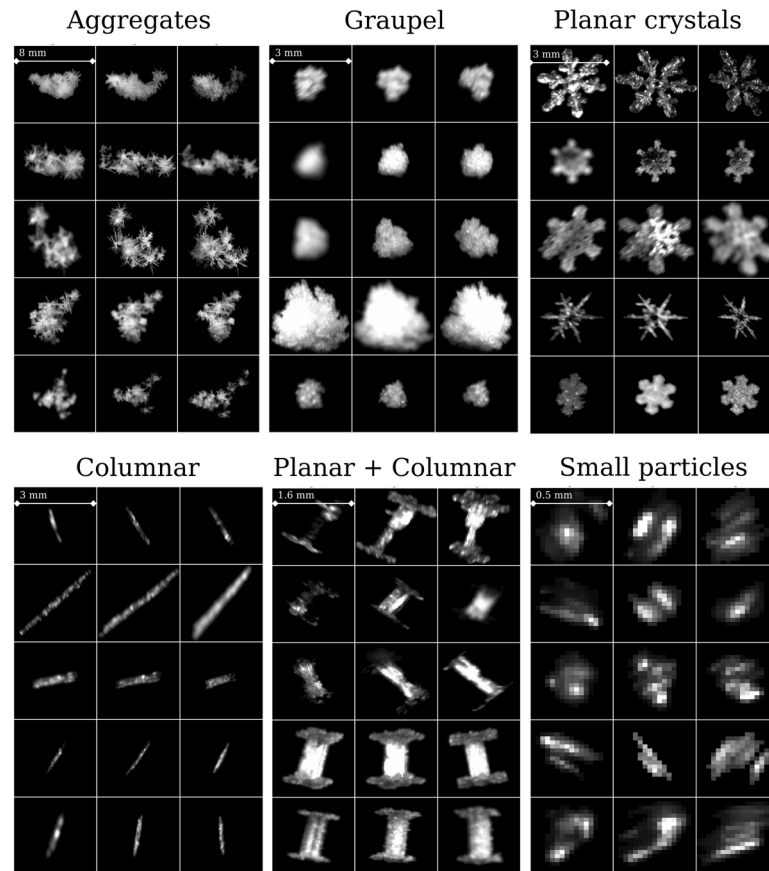 Aggregates
Graupel
Planar crystals
8 mm
3 mm
3 mm
Columnar
Planar + Columnar
Small particles
3 mm
1.6 mm
0.5 mm